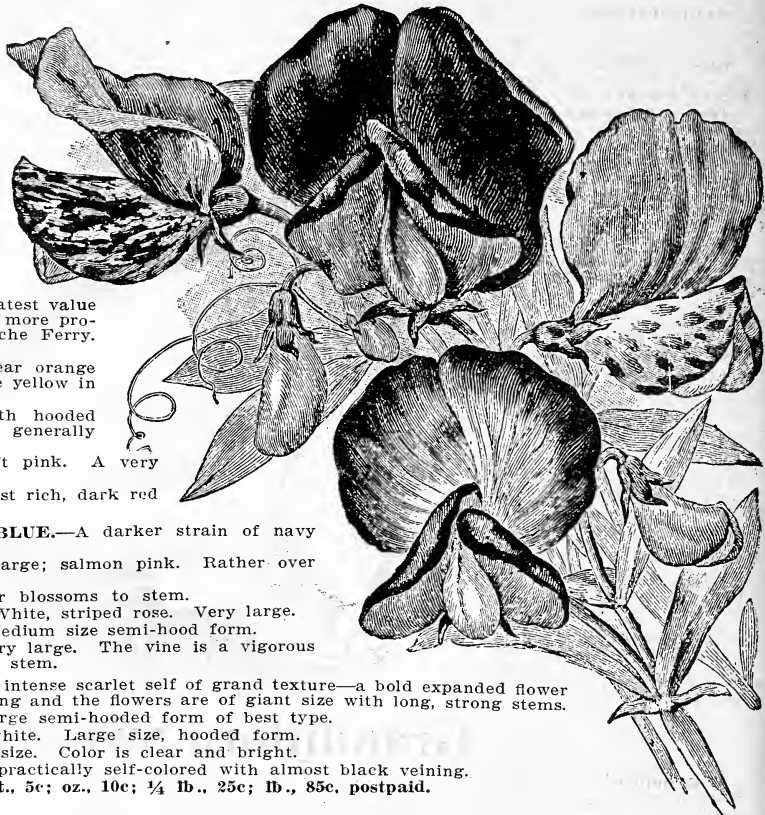 atest value
more pro-
che Ferry.
ear orange
e yellow in
th hooded
generally
't pink. A very
st rich, dark red
BLUE.—A darker strain of navy
arge; salmon pink. Rather over
r blossoms to stem.
White, striped rose. Very large.
edium size semi-hood form.
ry large. The vine is a vigorous
stem.
intense scarlet self of grand texture—a bold expanded flower
ng and the flowers are of giant size with long, strong stems.
rge semi-hooded form of best type.
hite. Large size, hooded form.
size. Color is clear and bright.
practically self-colored with almost black veining.
t., 5c; oz., 10c; ¼ lb., 25c; lb., 85c, postpaid.